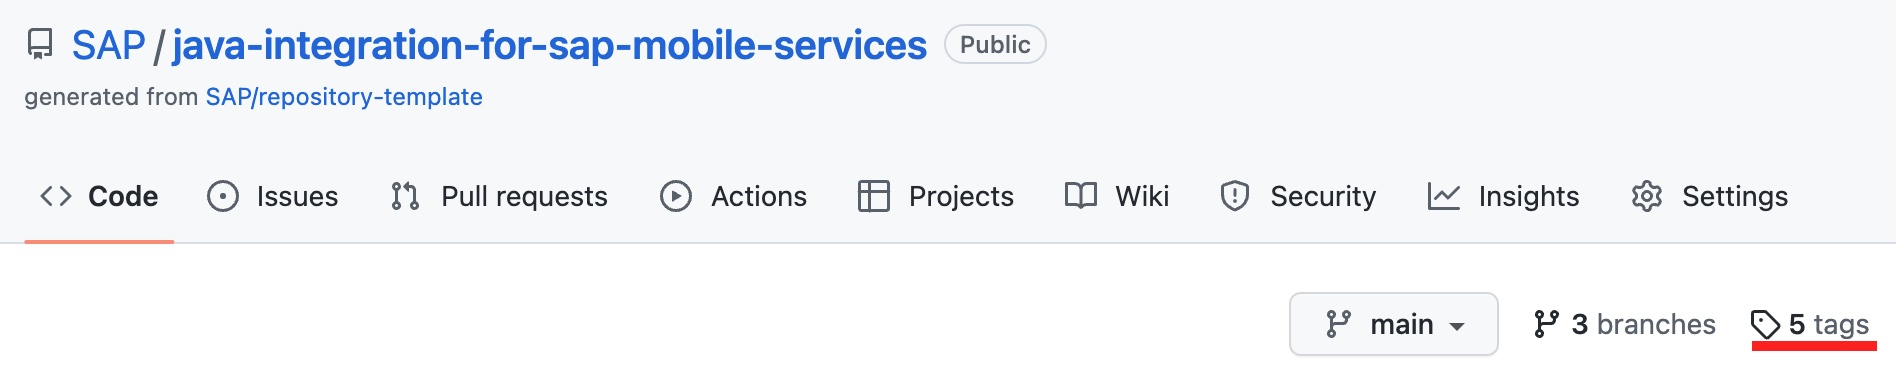 SAP / java-integration-for-sap-mobile-services Public
generated from SAP/repository-template
Code Issues Pull requests Actions Projects Wiki Security Insights Settings
main 3 branches 5 tags